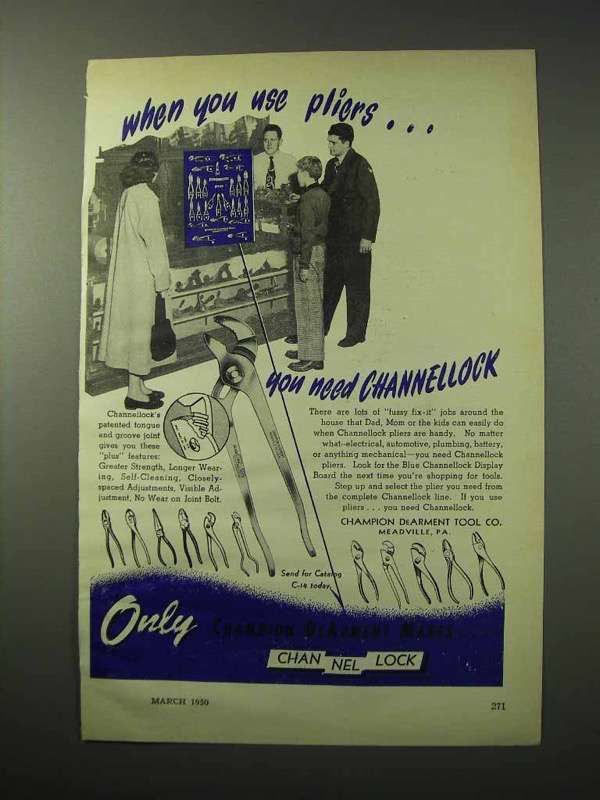 when you use pliers...
you need CHANNELLOCK
Channellock's
patented tongue
and groove joint
gives you these
"plus" features:
Greater Strength, Longer Wear-
ing, Self-Cleaning, Closely-
spaced Adjustments, Visible Ad-
justment, No Wear on Joint Bolt.
There are lots of "fussy fix-it" jobs around the
house that Dad, Mom or the kids can easily do
when Channellock pliers are handy. No matter
what--electrical, automotive, plumbing, battery,
or anything mechanical—you need Channellock
pliers. Look for the Blue Channellock Display
Board the next time you're shopping for tools.
Step up and select the plier you need from
the complete Channellock line. If you use
pliers . . . you need Channellock.
CHAMPION DeARMENT TOOL CO.
MEADVILLE, PA.
Send for Catalog
C-14 today.
Only CHAMPION DEARMENT MAKES
CHANNELLOCK
MARCH 1950
271